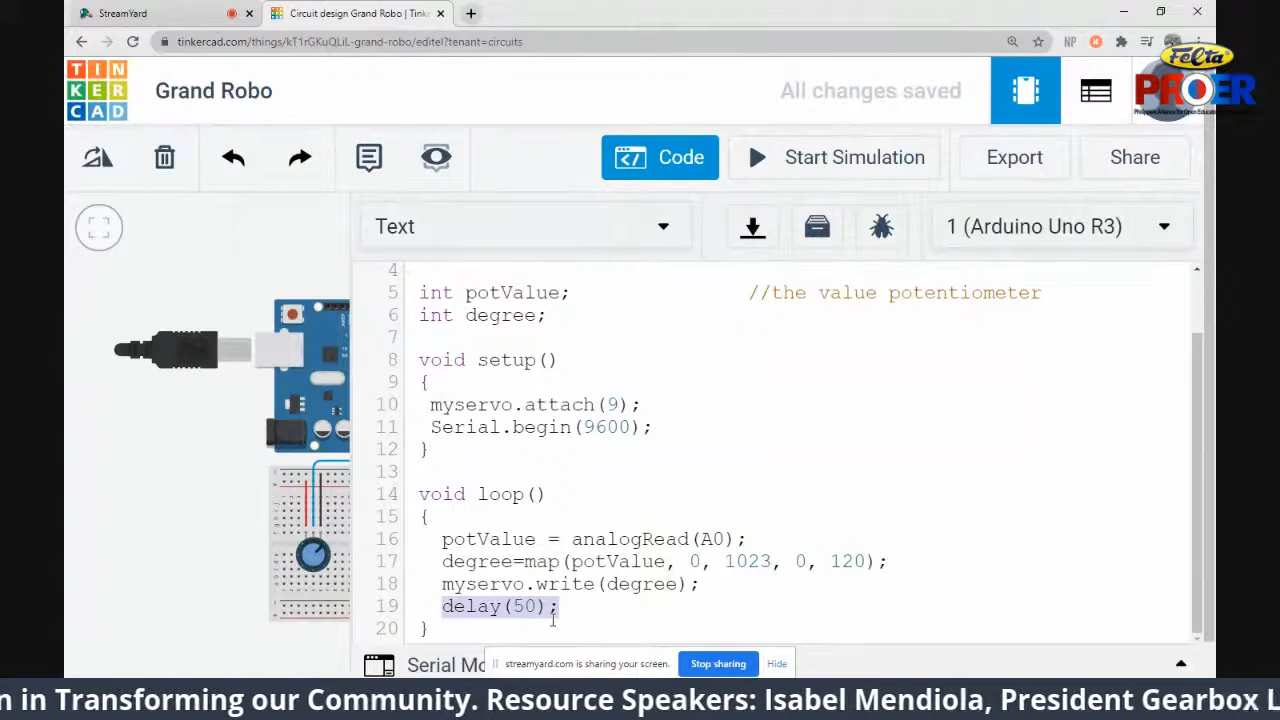 StreamYard
Circuit design Grand Robo | Tink
tinkercad.com/things/kT1rGKuQLiL-grand-robo/editel?tenant=circuits
NP
FELTA
PROER
TIN
KER
CAD
Grand Robo
All changes saved
Code
Start Simulation
Export
Share
Text
1 (Arduino Uno R3)
4
5 int potValue; //the value potentiometer
6 int degree;
7
8 void setup()
9 {
10 myservo.attach(9);
11 Serial.begin(9600);
12 }
13
14 void loop()
15 {
16 potValue = analogRead(A0);
17 degree=map(potValue, 0, 1023, 0, 120);
18 myservo.write(degree);
19 delay(50);
20 }
Serial Mo
streamyard.com is sharing your screen.
Stop sharing
Hide
n in Transforming our Community. Resource Speakers: Isabel Mendiola, President Gearbox L